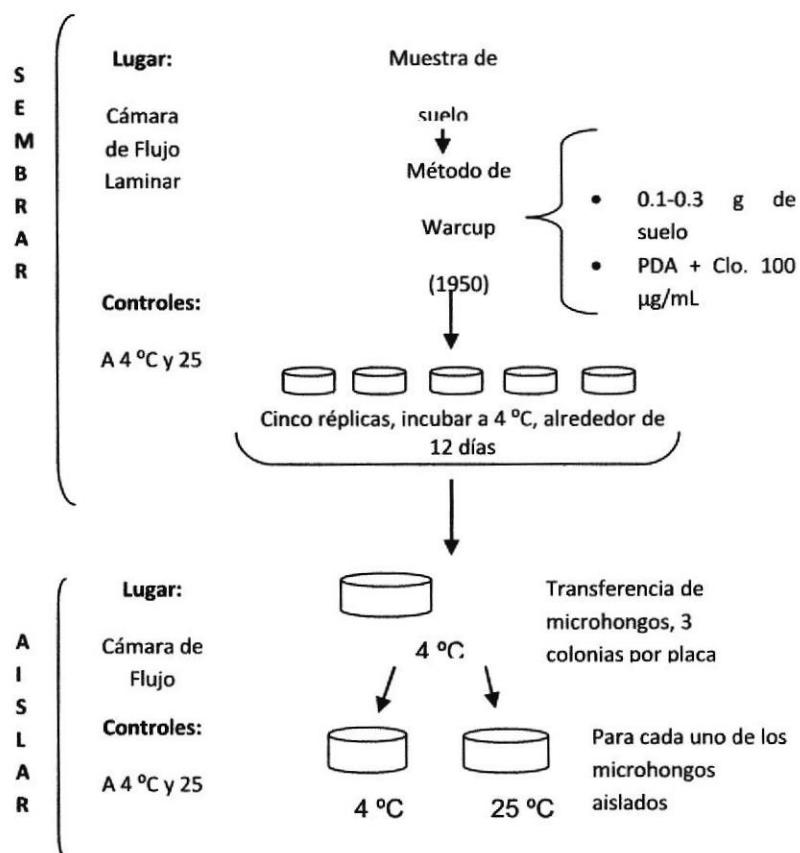 S
E
M
B
R
A
R
Lugar:
Cámara
de Flujo
Laminar
Controles:
A 4 ºC y 25
Muestra de
suelo
Método de
Warcup
(1950)
• 0.1-0.3 g de
suelo
• PDA + Clo. 100
µg/mL
Cinco réplicas, incubar a 4 ºC, alrededor de
12 días
A
I
S
L
A
R
Lugar:
Cámara de
Flujo
Controles:
A 4 ºC y 25
4 ºC
Transferencia de
microhongos, 3
colonias por placa
4 ºC
25 ºC
Para cada uno de los
microhongos
aislados